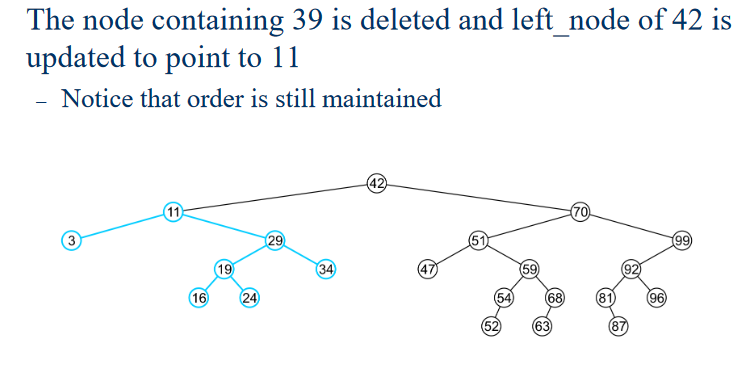 The node containing 39 is deleted and left_node of 42 is
updated to point to 11
– Notice that order is still maintained
42
11 70
3 29 51 99
19 34 47 59 92
16 24 54 68 81 96
52 63 87